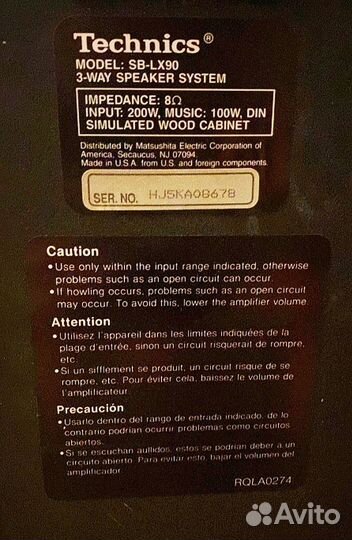 Technics®
MODEL: SB-LX90
3-WAY SPEAKER SYSTEM
IMPEDANCE: 8Ω
INPUT: 200W, MUSIC: 100W, DIN
SIMULATED WOOD CABINET
Distributed by Matsushita Electric Corporation of
America, Secaucus, NJ 07094.
Made in U.S.A. from U.S. and foreign components.
SER. NO. HJ5KA08678
Caution
•Use only within the input range indicated, otherwise
problems such as an open circuit can occur.
•If howling occurs, problems such as an open circuit
may occur. To avoid this, lower the amplifier volume.
Attention
•Utilisez l'appareil dans les limites indiquées de la
plage d'entrée, sinon un circuit risquerait de rompre,
etc.
•Si un sifflement se produit, un circuit risque de se
rompre, etc. Pour éviter cela, baissez le volume de
l'amplificateur.
Precaución
•Usarlo dentro del rango de entrada indicado, de lo
contrario podrían ocurrir problemas como circuitos
abiertos.
•Si se escuchan aullidos, estos se podrían deber a un
circuito abierto. Para evitar esto, bajar el volumen del
amplificador.
RQLA0274
Avito